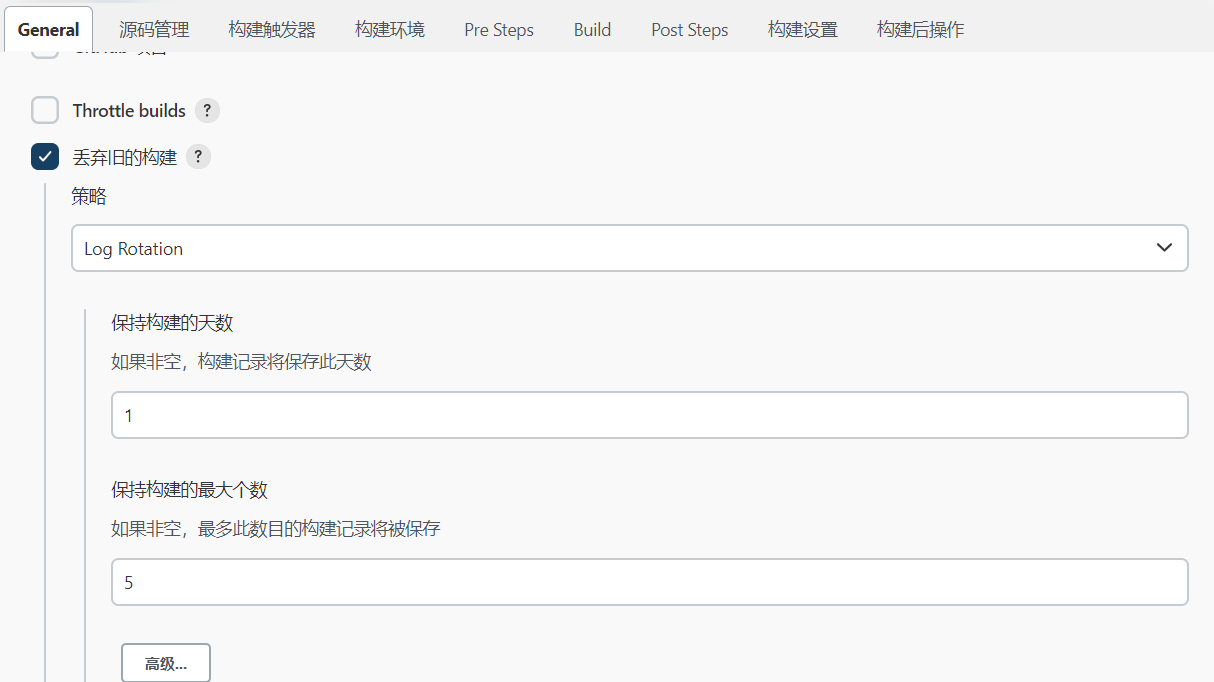 General 源码管理 构建触发器 构建环境 Pre Steps Build Post Steps 构建设置 构建后操作
Throttle builds ?
丢弃旧的构建 ?
策略
Log Rotation
保持构建的天数
如果非空，构建记录将保存此天数
1
保持构建的最大个数
如果非空，最多此数目的构建记录将被保存
5
高级...